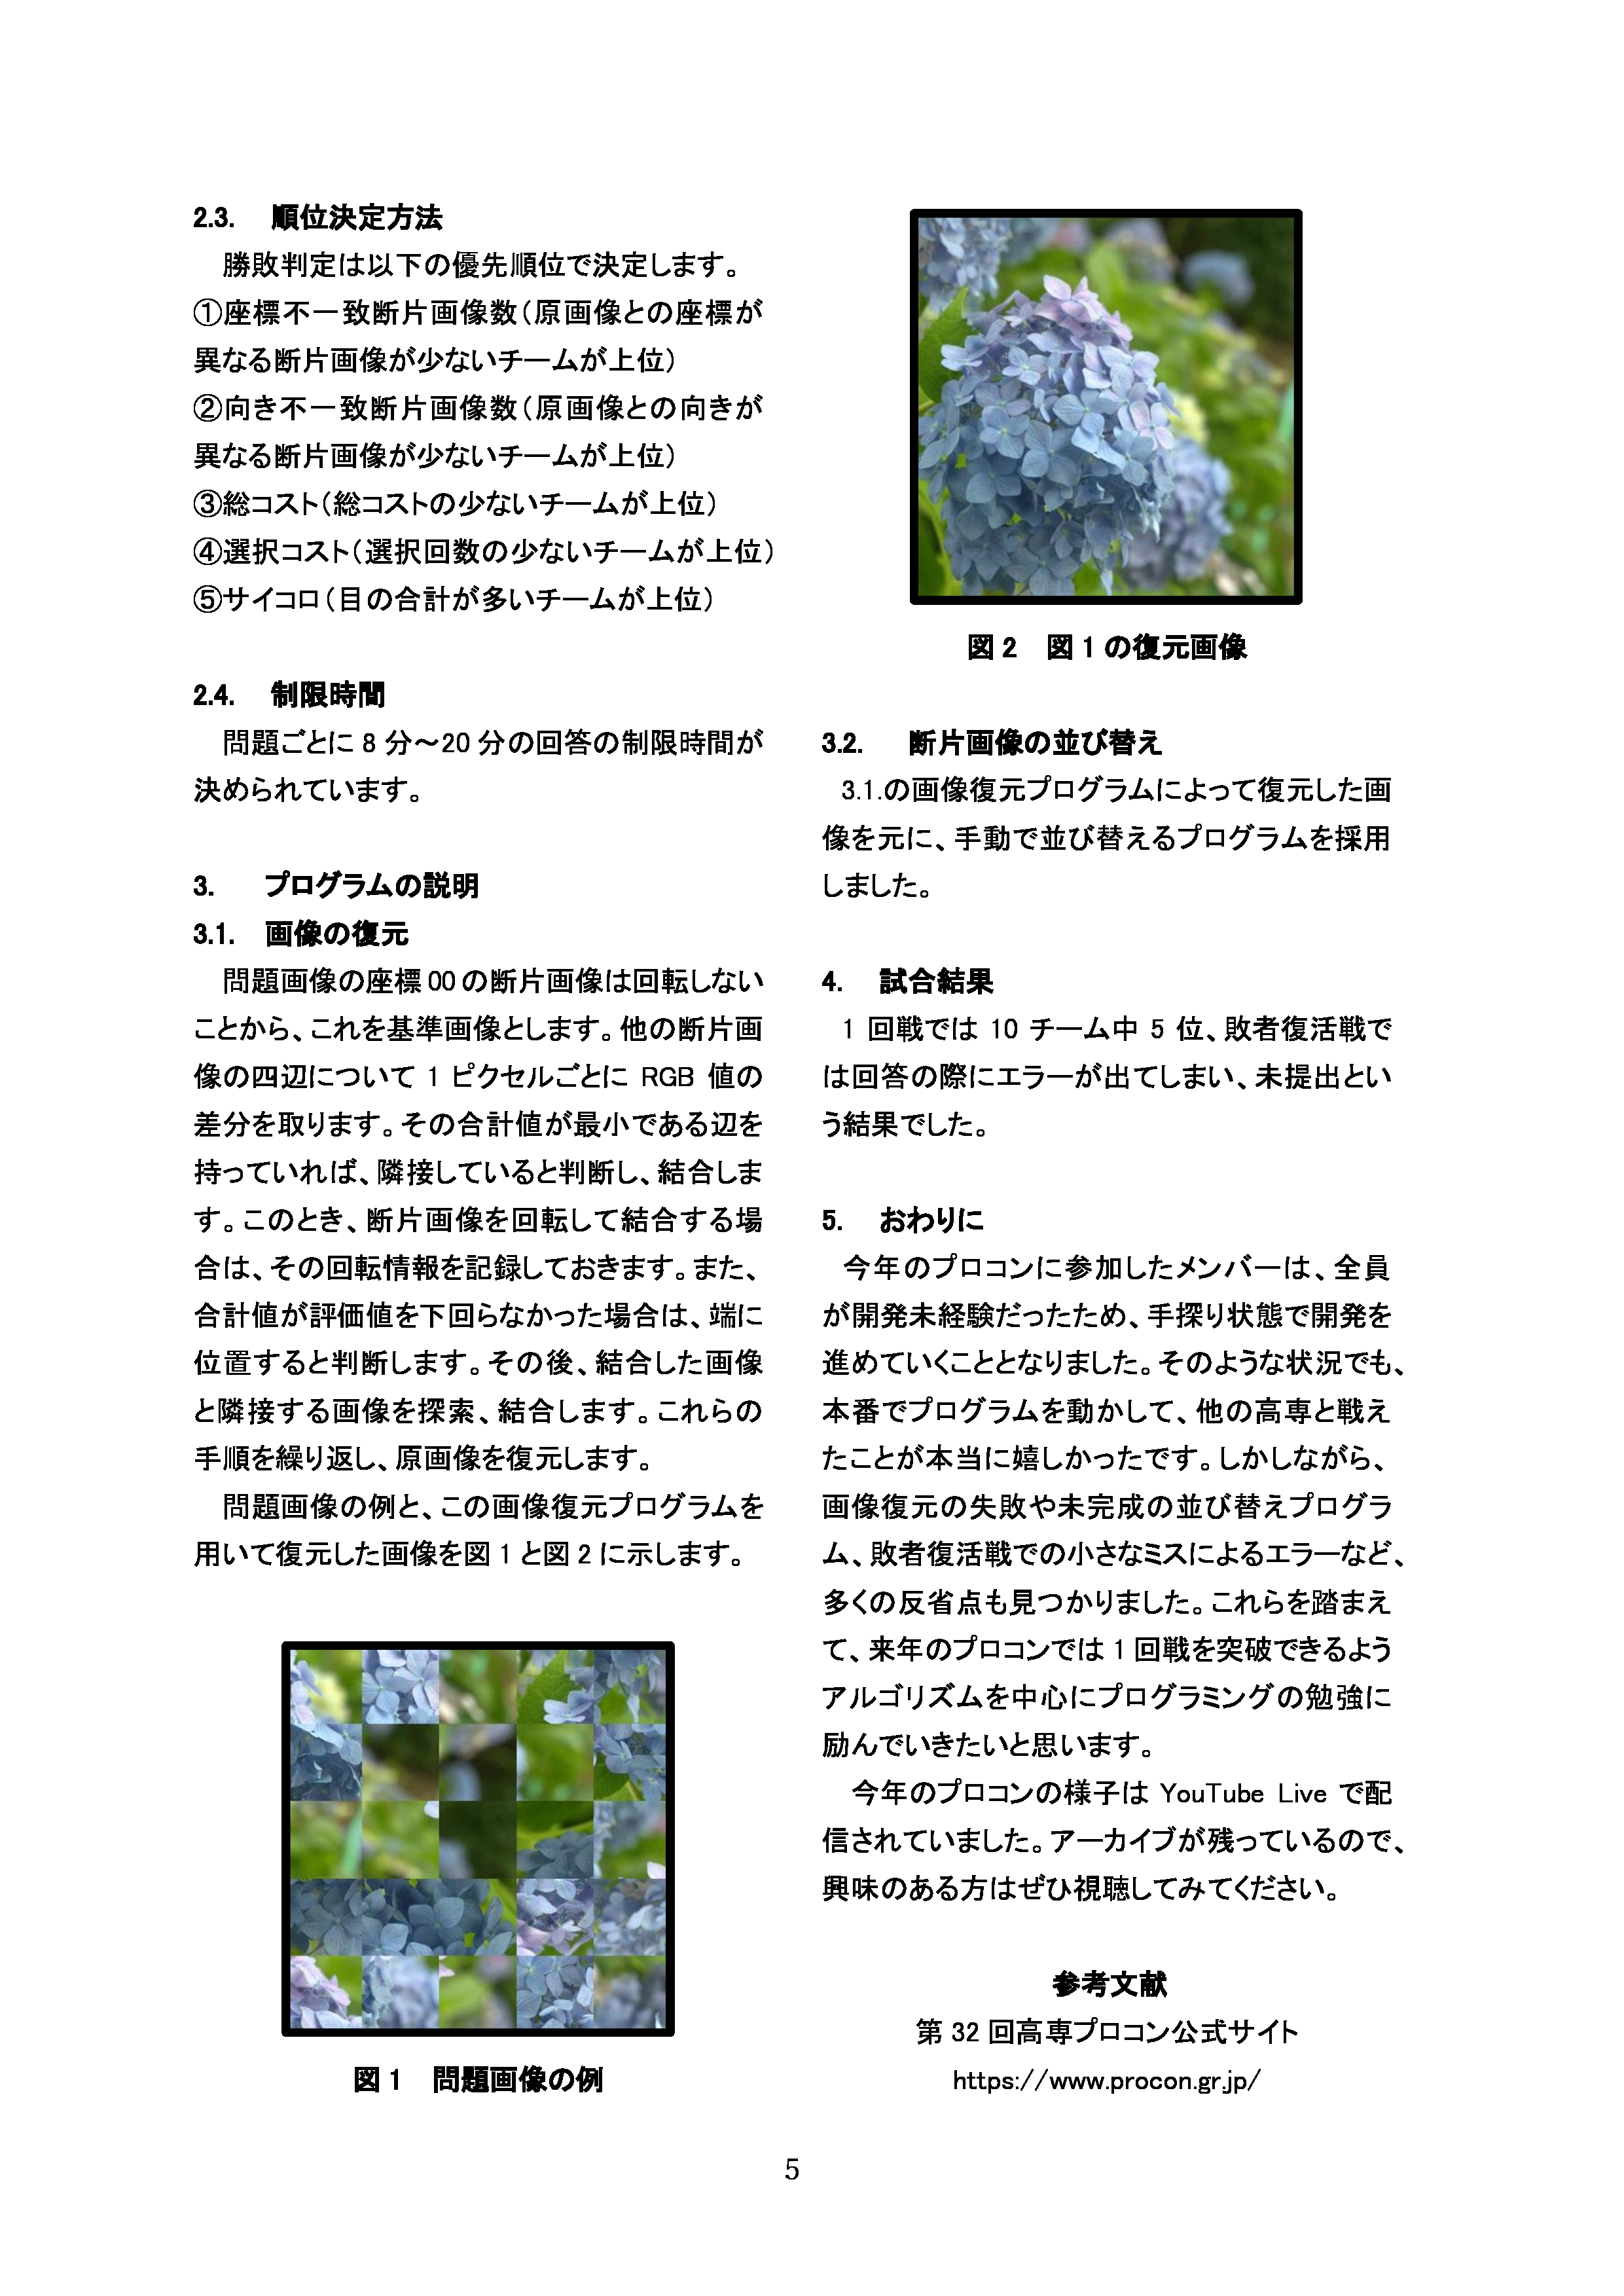 2.3. 順位決定方法
勝敗判定は以下の優先順位で決定します。
①座標不一致断片画像数（原画像との座標が
異なる断片画像が少ないチームが上位）
②向き不一致断片画像数（原画像との向きが
異なる断片画像が少ないチームが上位）
③総コスト（総コストの少ないチームが上位）
④選択コスト（選択回数の少ないチームが上位）
⑤サイコロ（目の合計が多いチームが上位）
2.4. 制限時間
問題ごとに 8 分～20 分の回答の制限時間が
決められています。
3. プログラムの説明
3.1. 画像の復元
問題画像の座標 00 の断片画像は回転しない
ことから、これを基準画像とします。他の断片画
像の四辺について 1 ピクセルごとに RGB 値の
差分を取ります。その合計値が最小である辺を
持っていれば、隣接していると判断し、結合しま
す。このとき、断片画像を回転して結合する場
合は、その回転情報を記録しておきます。また、
合計値が評価値を下回らなかった場合は、端に
位置すると判断します。その後、結合した画像
と隣接する画像を探索、結合します。これらの
手順を繰り返し、原画像を復元します。
問題画像の例と、この画像復元プログラムを
用いて復元した画像を図 1 と図 2 に示します。
図 1 問題画像の例
図 2 図 1 の復元画像
3.2. 断片画像の並び替え
3.1.の画像復元プログラムによって復元した画
像を元に、手動で並び替えるプログラムを採用
しました。
4. 試合結果
1 回戦では 10 チーム中 5 位、敗者復活戦で
は回答の際にエラーが出てしまい、未提出とい
う結果でした。
5. おわりに
今年のプロコンに参加したメンバーは、全員
が開発未経験だったため、手探り状態で開発を
進めていくこととなりました。そのような状況でも、
本番でプログラムを動かして、他の高専と戦え
たことが本当に嬉しかったです。しかしながら、
画像復元の失敗や未完成の並び替えプログラ
ム、敗者復活戦での小さなミスによるエラーなど、
多くの反省点も見つかりました。これらを踏まえ
て、来年のプロコンでは 1 回戦を突破できるよう
アルゴリズムを中心にプログラミングの勉強に
励んでいきたいと思います。
今年のプロコンの様子は YouTube Live で配
信されていました。アーカイブが残っているので、
興味のある方はぜひ視聴してみてください。
参考文献
第 32 回高専プロコン公式サイト
https://www.procon.gr.jp/
5